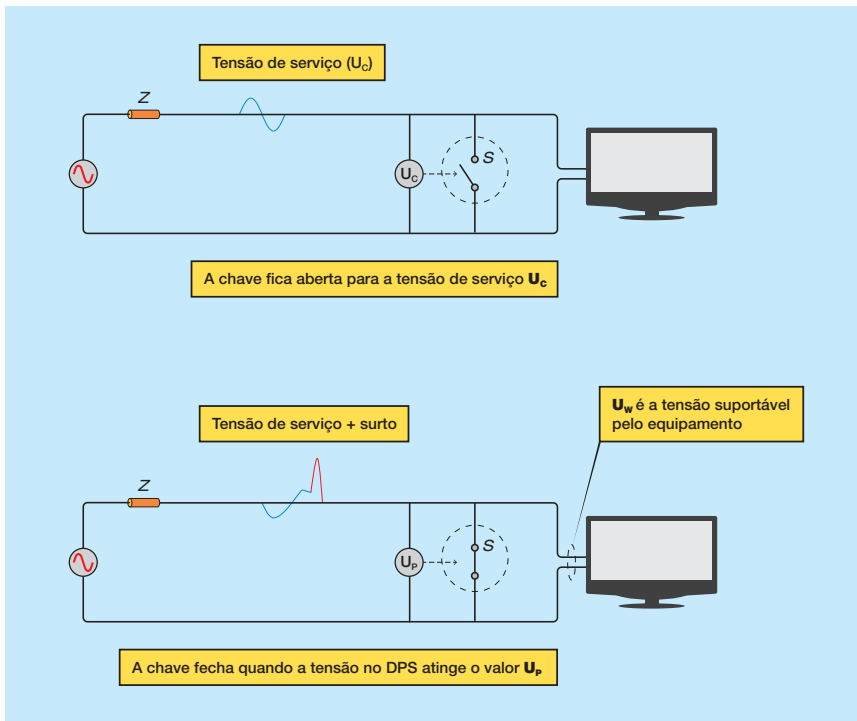 Tensão de serviço (Uc)
Z
S
Uc
A chave fica aberta para a tensão de serviço Uc
Uw é a tensão suportável
pelo equipamento
Tensão de serviço + surto
Z
S
UP
A chave fecha quando a tensão no DPS atinge o valor UP